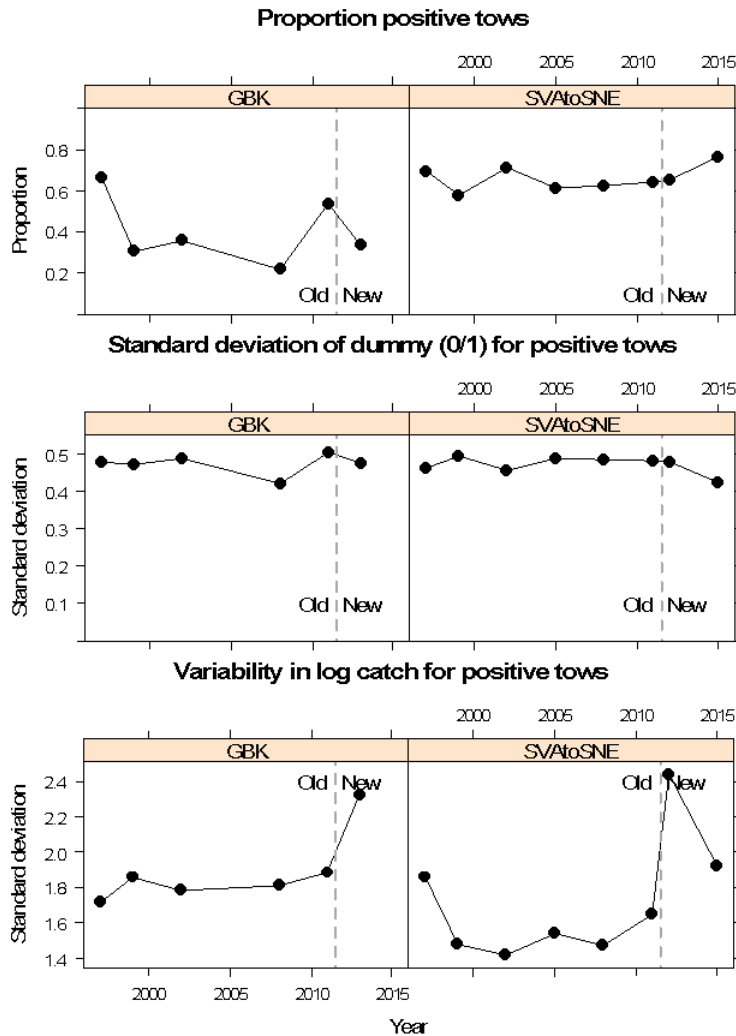 Proportion positive tows
2000 2005 2010 2015
GBK SVAtoSNE
Proportion
0.8
0.6
0.4
0.2
Old New Old New
Standard deviation of dummy (0/1) for positive tows
2000 2005 2010 2015
GBK SVAtoSNE
Standard deviation
0.5
0.4
0.3
0.2
0.1
Old New Old New
Variability in log catch for positive tows
2000 2005 2010 2015
GBK SVAtoSNE
Old New Old New
Standard deviation
2.4
2.2
2.0
1.8
1.6
1.4
2000 2005 2010 2015
Year